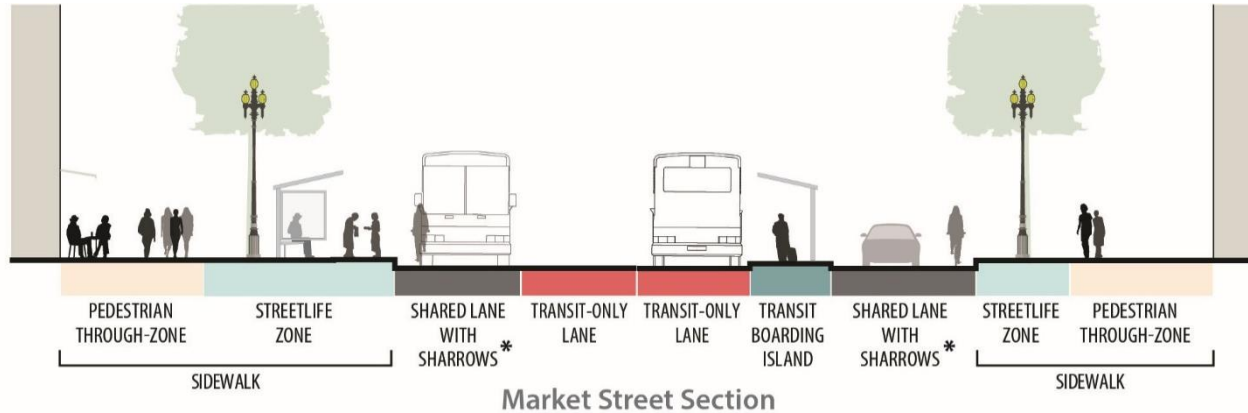 PEDESTRIAN
THROUGH-ZONE
STREETLIFE
ZONE
SHARED LANE
WITH
SHARROWS *
TRANSIT-ONLY
LANE
TRANSIT-ONLY
LANE
TRANSIT
BOARDING
ISLAND
SHARED LANE
WITH
SHARROWS *
STREETLIFE
ZONE
PEDESTRIAN
THROUGH-ZONE
SIDEWALK
SIDEWALK
Market Street Section